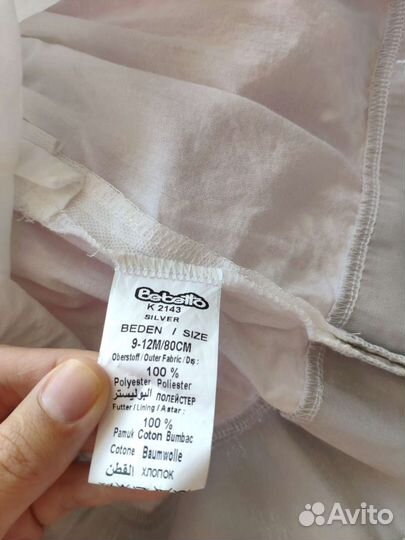 Bebetto
K 2143
SILVER
BEDEN / SIZE
9-12M/80CM
Oberstoff / Outer Fabric / Dış :
100 %
Polyester Poliester
البوليستر ПОЛИЕСТЕР
Futter / Lining / Astar :
100 %
Pamuk Coton Bumbac
Cotone Baumwolle
القطن ХЛОПОК
Avito